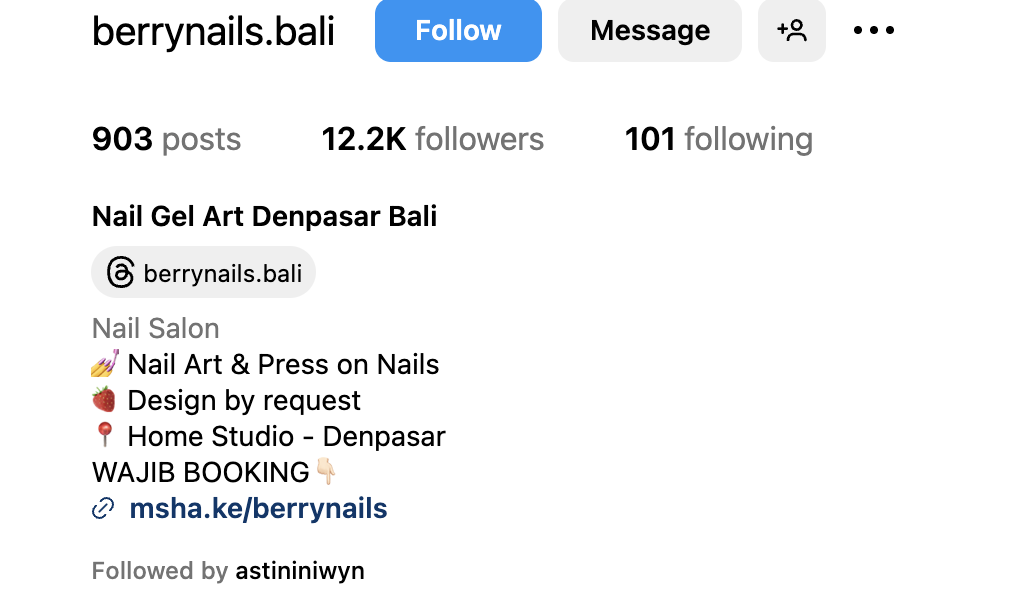 berrynails.bali Follow Message
903 posts 12.2K followers 101 following
Nail Gel Art Denpasar Bali
berrynails.bali
Nail Salon
💅🏻 Nail Art & Press on Nails
🍓 Design by request
📍 Home Studio - Denpasar
WAJIB BOOKING👇🏻
msha.ke/berrynails
Followed by astininiwyn